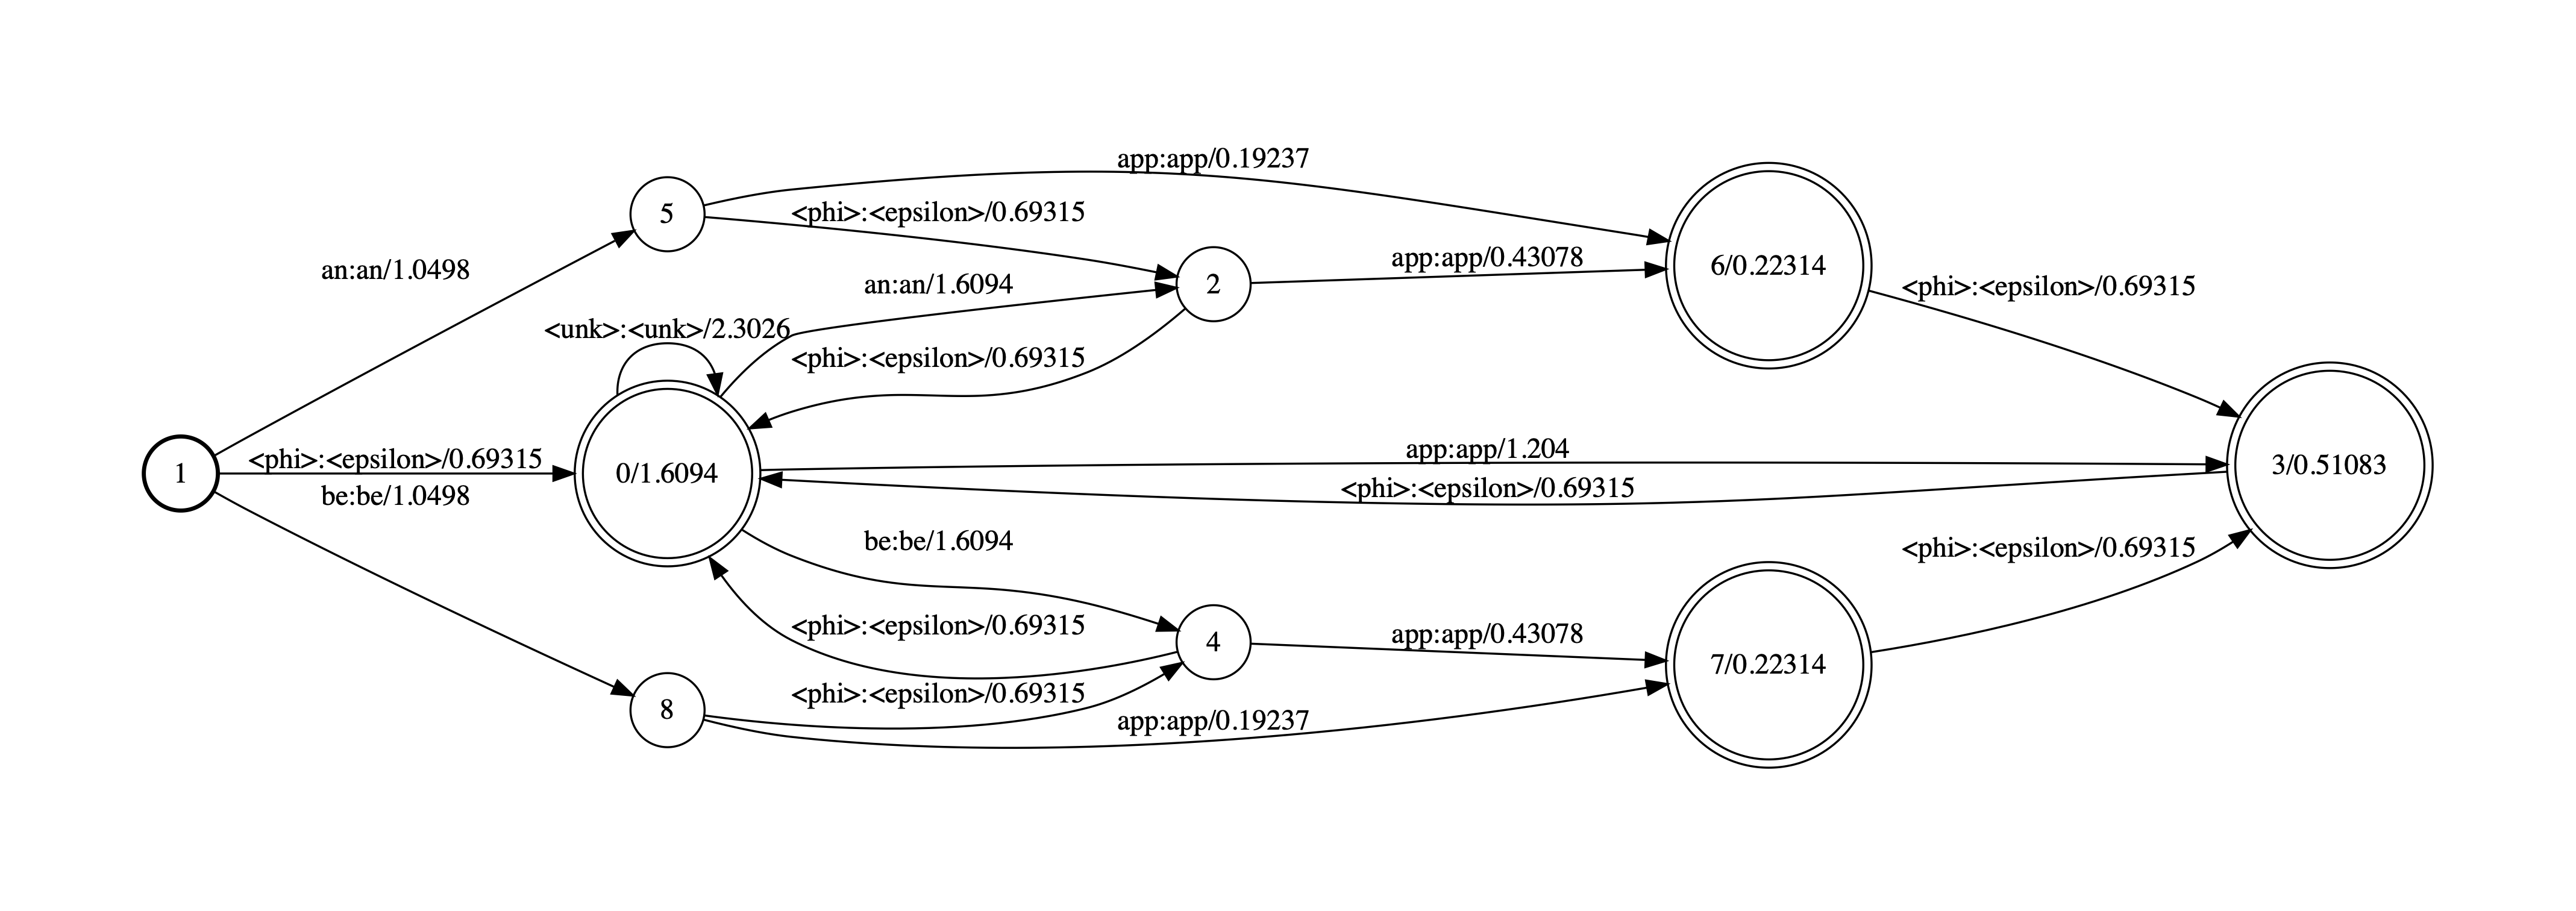 app:app/0.19237
5
<phi>:<epsilon>/0.69315
an:an/1.0498
app:app/0.43078
6/0.22314
an:an/1.6094
2
<phi>:<epsilon>/0.69315
<unk>:<unk>/2.3026
<phi>:<epsilon>/0.69315
app:app/1.204
<phi>:<epsilon>/0.69315
1
0/1.6094
3/0.51083
be:be/1.0498
<phi>:<epsilon>/0.69315
be:be/1.6094
<phi>:<epsilon>/0.69315
<phi>:<epsilon>/0.69315
app:app/0.43078
4
7/0.22314
<phi>:<epsilon>/0.69315
8
app:app/0.19237